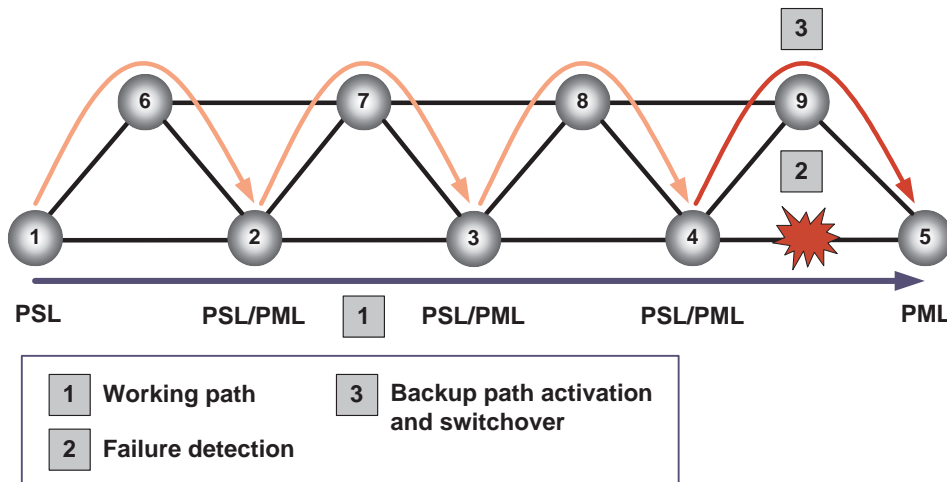 3
6
7
8
9
2
1
2
3
4
5
PSL
PSL/PML
1
PSL/PML
PSL/PML
PML
1 Working path
2 Failure detection
3 Backup path activation
and switchover